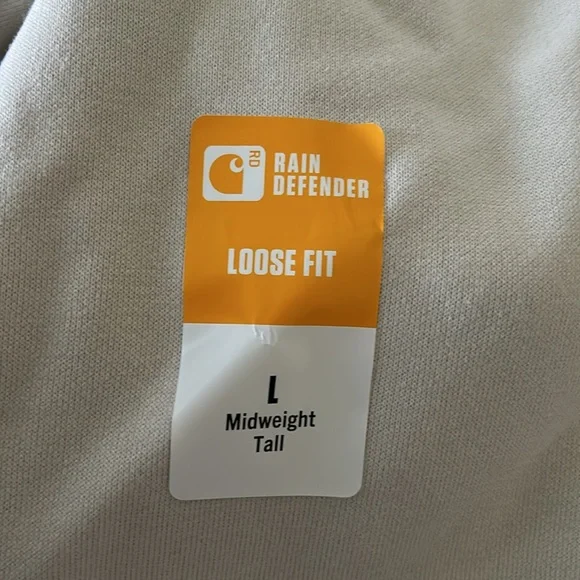 RD
RAIN
DEFENDER
LOOSE FIT
L
Midweight
Tall